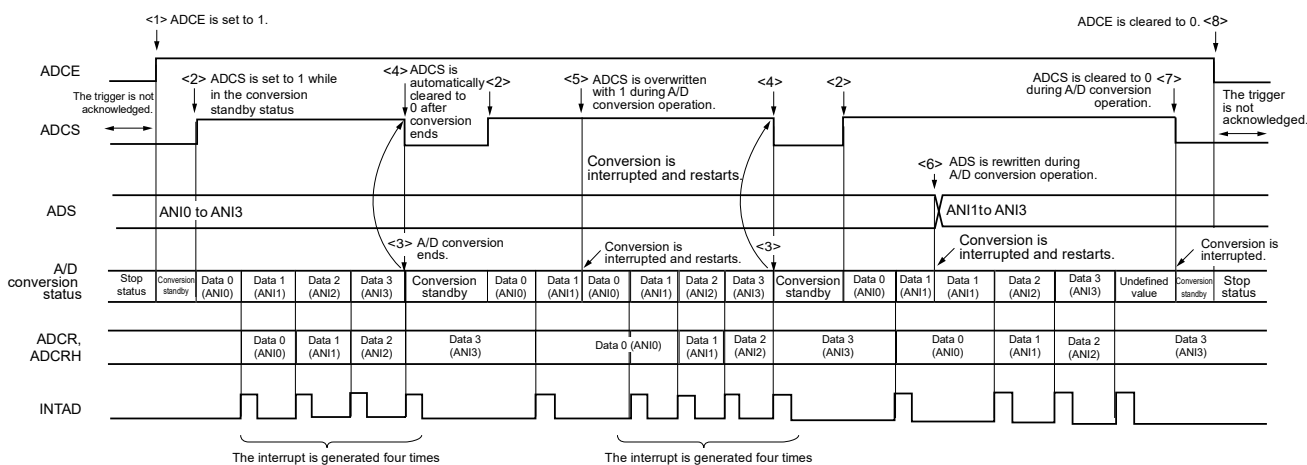 <1> ADCE is set to 1.
ADCE is cleared to 0. <8>
ADCE
The trigger is not
acknowledged.
<2> ADCS is set to 1 while
in the conversion
standby status
<4> ADCS is
automatically
cleared to
0 after
conversion
ends
<2>
<5> ADCS is overwritten
with 1 during A/D
conversion operation.
<4>
<2>
ADCS is cleared to 0 <7>
during A/D conversion
operation.
The trigger
is not
acknowledged.
ADCS
Conversion is
interrupted and restarts.
<6> ADS is rewritten during
A/D conversion operation.
ADS
ANI0 to ANI3
ANI1to ANI3
<3> A/D conversion
ends.
Conversion is
interrupted and restarts.
<3>
Conversion is
interrupted and restarts.
Conversion is
interrupted.
A/D
conversion
status
Stop
status
Conversion
standby
Data 0
(ANI0)
Data 1
(ANI1)
Data 2
(ANI2)
Data 3
(ANI3)
Conversion
standby
Data 0
(ANI0)
Data 1
(ANI1)
Data 0
(ANI0)
Data 1
(ANI1)
Data 2
(ANI2)
Data 3
(ANI3)
Conversion
standby
Data 0
(ANI0)
Data 1
(ANI1)
Data 1
(ANI1)
Data 2
(ANI2)
Data 3
(ANI3)
Undefined
value
Conversion
standby
Stop
status
ADCR,
ADCRH
Data 0
(ANI0)
Data 1
(ANI1)
Data 2
(ANI2)
Data 3
(ANI3)
Data 0 (ANI0)
Data 1
(ANI1)
Data 2
(ANI2)
Data 3
(ANI3)
Data 0
(ANI0)
Data 1
(ANI1)
Data 2
(ANI2)
Data 3
(ANI3)
INTAD
The interrupt is generated four times
The interrupt is generated four times